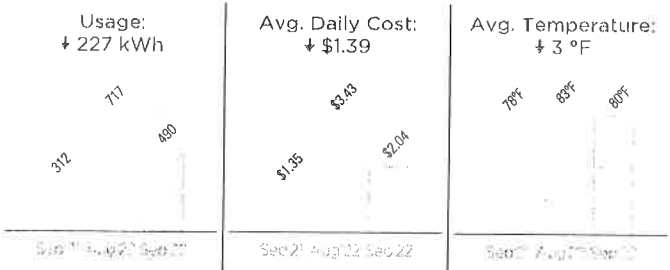 Usage:
↓ 227 kWh
312
717
490
Avg. Daily Cost:
↓ $1.39
$1.35
$3.43
$2.04
Sep 21 Aug 22 Sep 22
Avg. Temperature:
↓ 3 °F
78°F
83°F
80°F